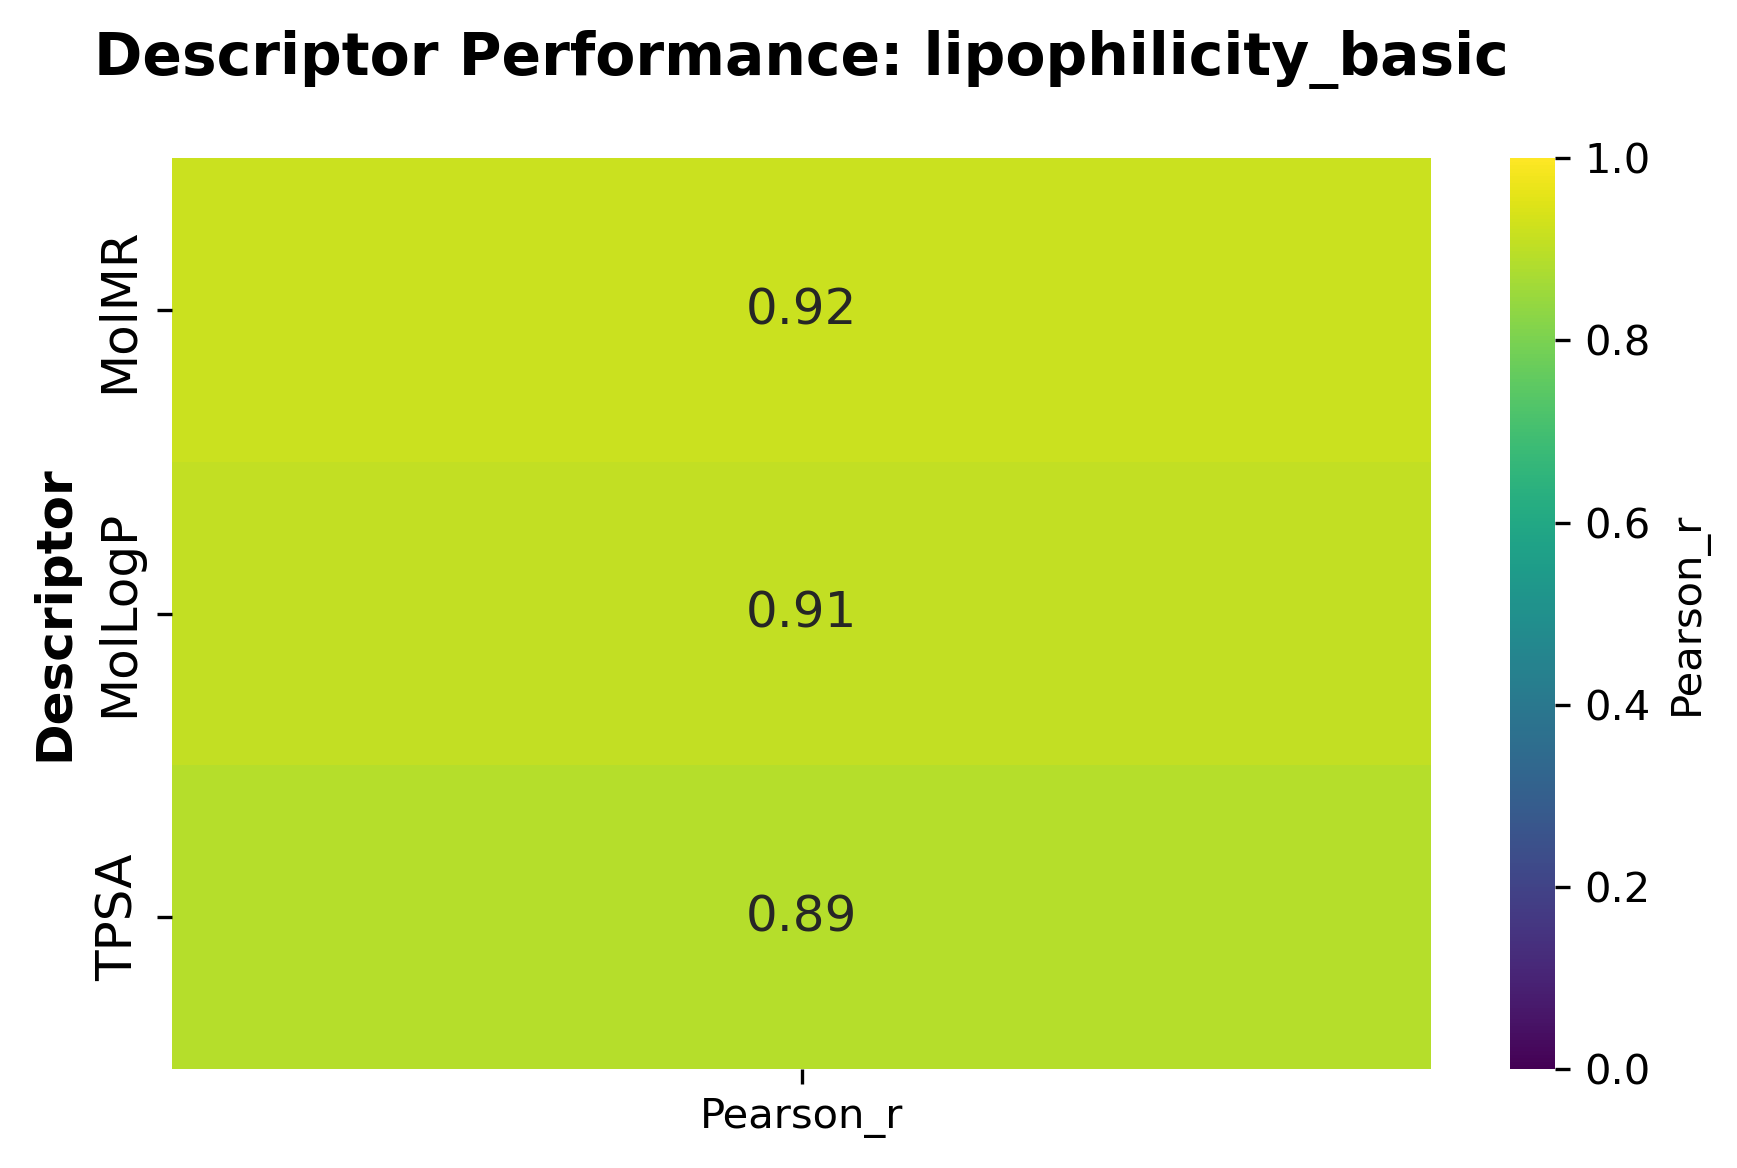 Descriptor Performance: lipophilicity_basic
Descriptor
MolMR
0.92
MolLogP
0.91
TPSA
0.89
Pearson_r
1.0
0.8
0.6
0.4
0.2
0.0
Pearson_r